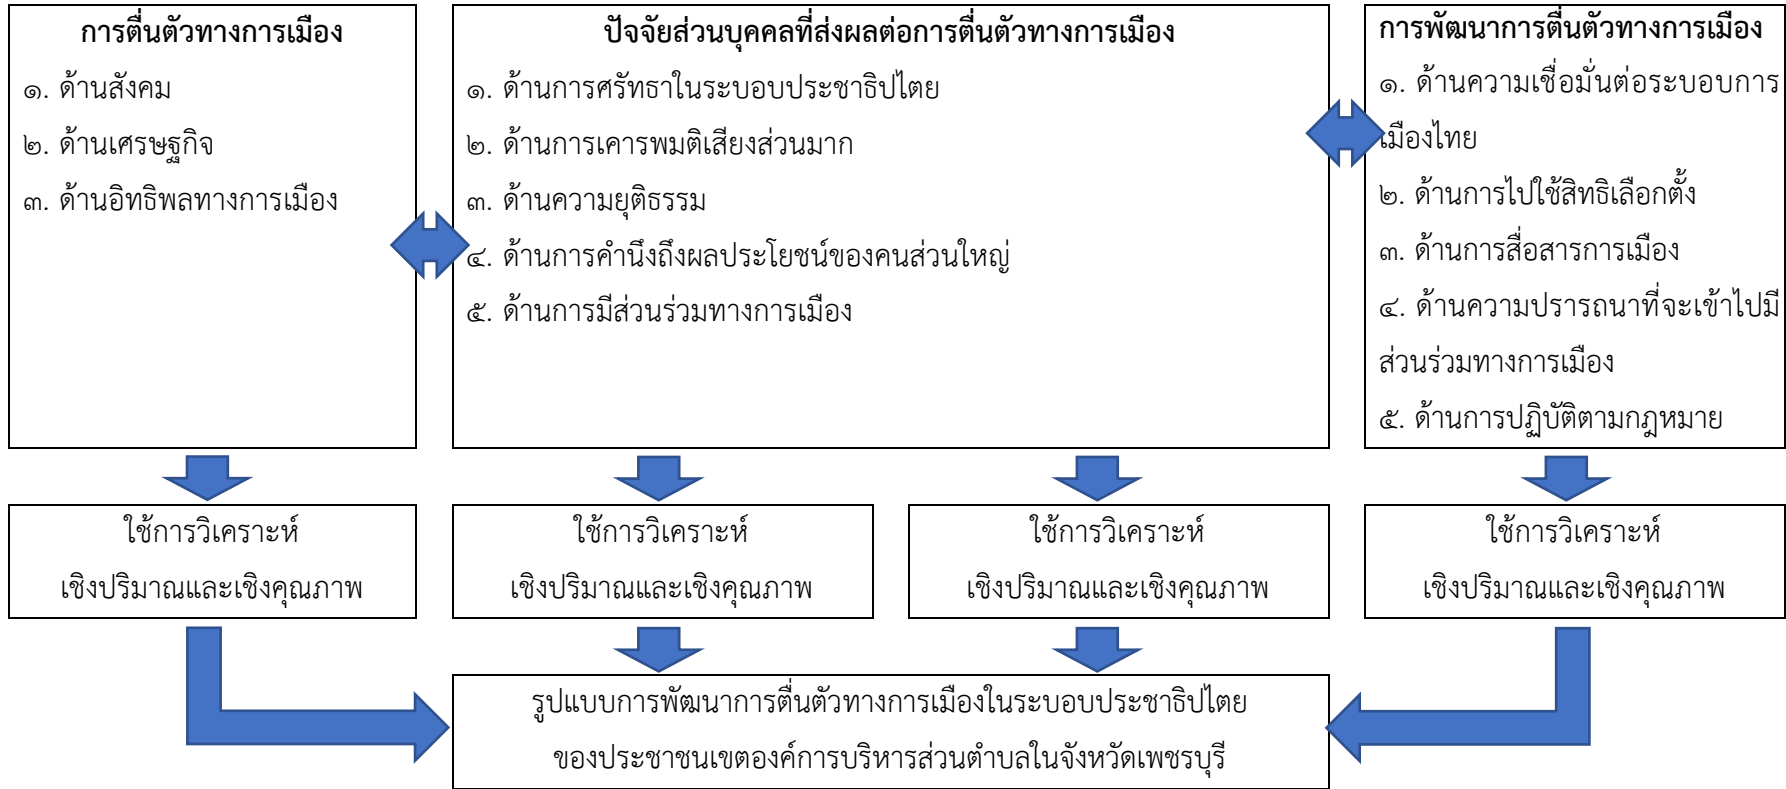 การตื่นตัวทางการเมือง
๑. ด้านสังคม
๒. ด้านเศรษฐกิจ
๓. ด้านอิทธิพลทางการเมือง
ปัจจัยส่วนบุคคลที่ส่งผลต่อการตื่นตัวทางการเมือง
๑. ด้านการศรัทธาในระบอบประชาธิปไตย
๒. ด้านการเคารพมติเสียงส่วนมาก
๓. ด้านความยุติธรรม
๔. ด้านการคำนึงถึงผลประโยชน์ของคนส่วนใหญ่
๕. ด้านการมีส่วนร่วมทางการเมือง
การพัฒนาการตื่นตัวทางการเมือง
๑. ด้านความเชื่อมั่นต่อระบอบการ
เมืองไทย
๒. ด้านการไปใช้สิทธิเลือกตั้ง
๓. ด้านการสื่อสารการเมือง
๔. ด้านความปรารถนาที่จะเข้าไปมี
ส่วนร่วมทางการเมือง
๕. ด้านการปฏิบัติตามกฎหมาย
ใช้การวิเคราะห์
เชิงปริมาณและเชิงคุณภาพ
ใช้การวิเคราะห์
เชิงปริมาณและเชิงคุณภาพ
ใช้การวิเคราะห์
เชิงปริมาณและเชิงคุณภาพ
ใช้การวิเคราะห์
เชิงปริมาณและเชิงคุณภาพ
รูปแบบการพัฒนาการตื่นตัวทางการเมืองในระบอบประชาธิปไตย
ของประชาชนเขตองค์การบริหารส่วนตำบลในจังหวัดเพชรบุรี